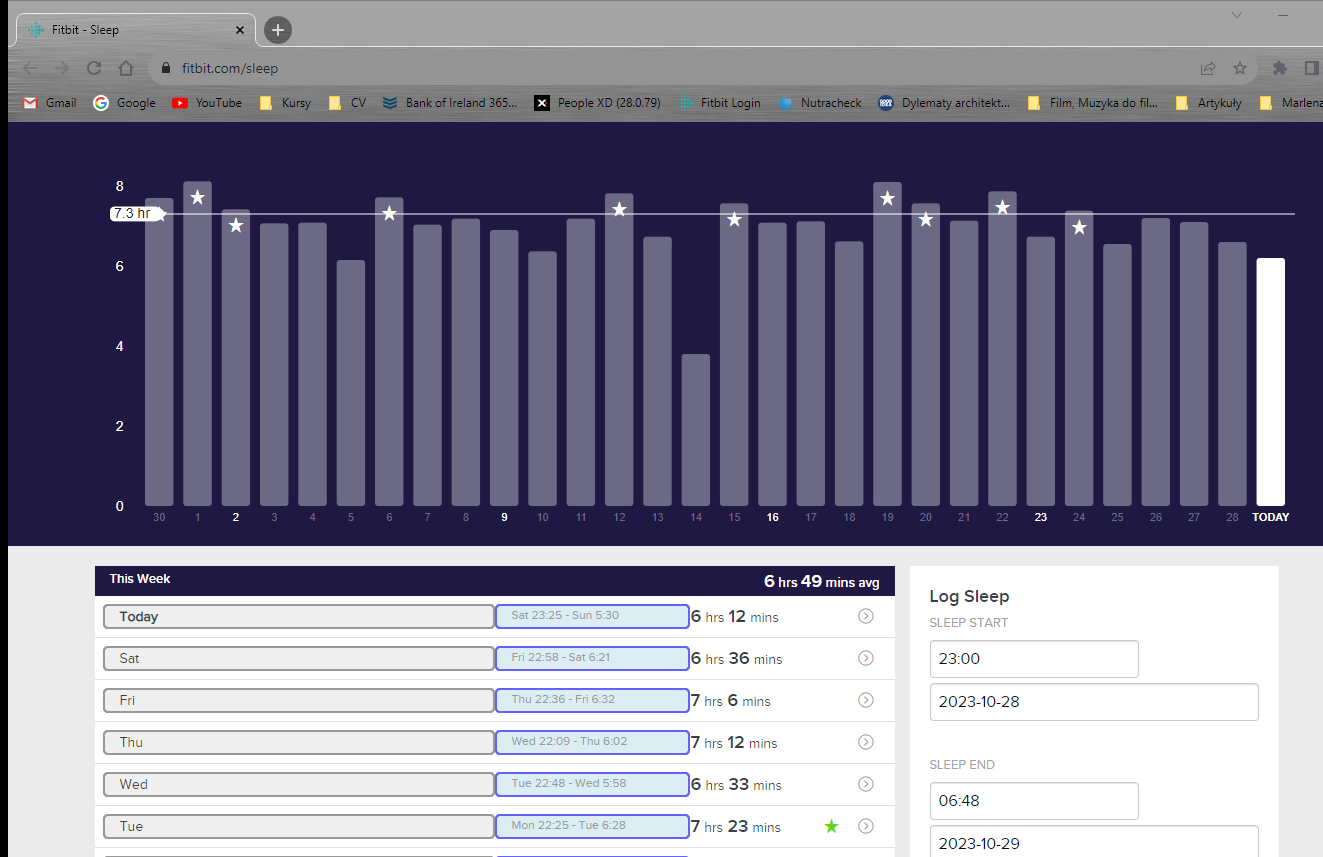 Fitbit - Sleep
fitbit.com/sleep
Gmail Google YouTube Kursy CV Bank of Ireland 365... People XD (28.0.79) Fitbit Login Nutracheck Dylematy architekt... Film, Muzyka do fil... Artykuły Marlena
8
7.3 hr
6
4
2
0
30 1 2 3 4 5 6 7 8 9 10 11 12 13 14 15 16 17 18 19 20 21 22 23 24 25 26 27 28 TODAY
This Week 6 hrs 49 mins avg
Today Sat 23:25 - Sun 5:30 6 hrs 12 mins
Sat Fri 22:58 - Sat 6:21 6 hrs 36 mins
Fri Thu 22:36 - Fri 6:32 7 hrs 6 mins
Thu Wed 22:09 - Thu 6:02 7 hrs 12 mins
Wed Tue 22:48 - Wed 5:58 6 hrs 33 mins
Tue Mon 22:25 - Tue 6:28 7 hrs 23 mins
Log Sleep
SLEEP START
23:00
2023-10-28
SLEEP END
06:48
2023-10-29